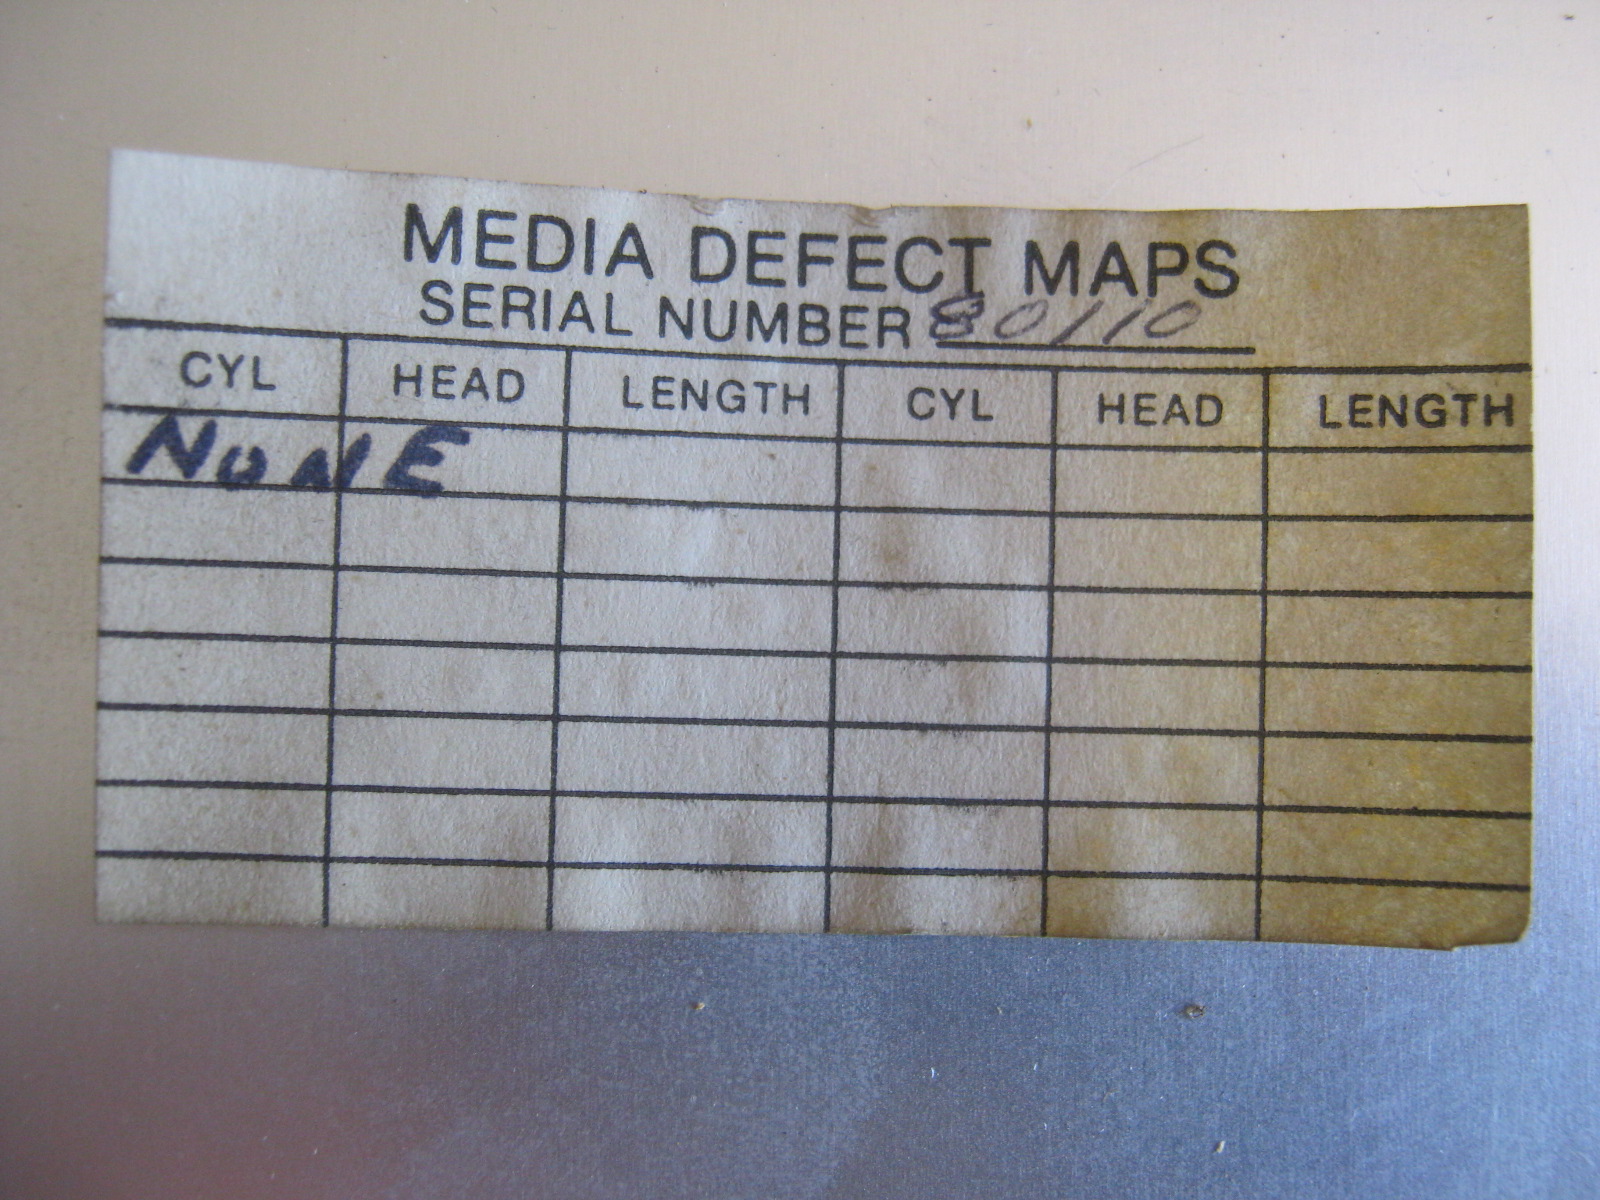 MEDIA DEFECT MAPS
SERIAL NUMBER 80110
CYL HEAD LENGTH CYL HEAD LENGTH
NONE